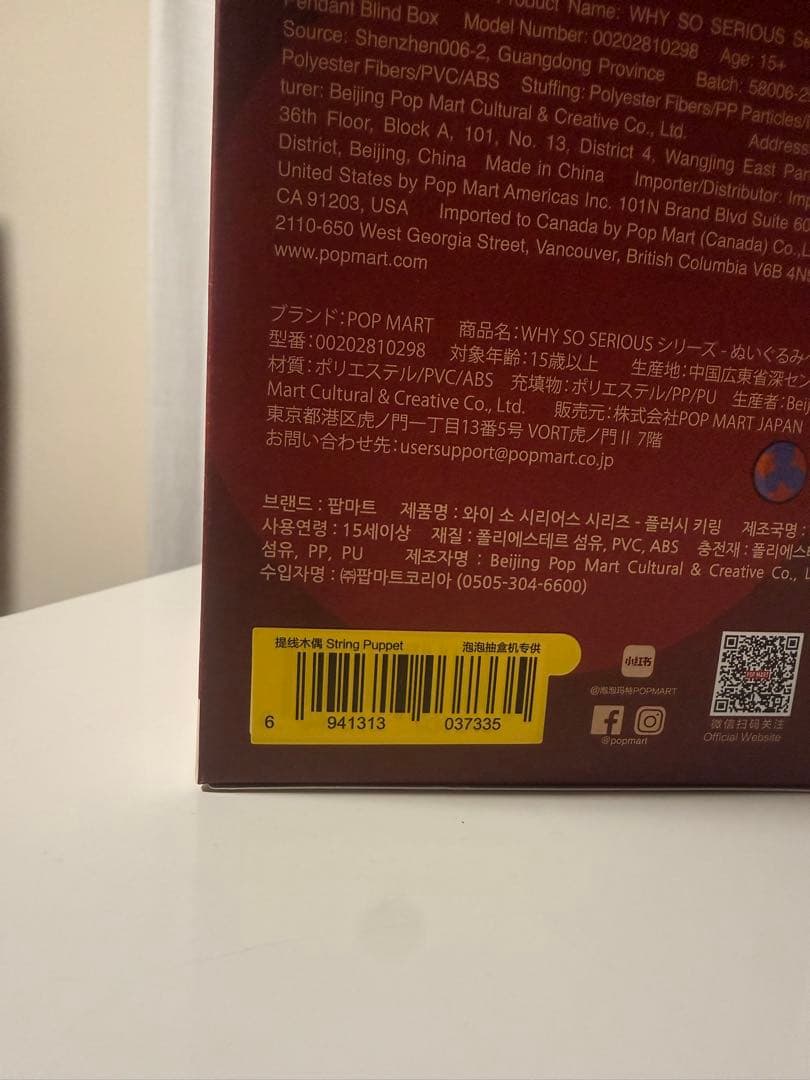 Product Name: WHY SO SERIOUS
Pendant Blind Box Model Number: 00202810298 Age: 15+
Source: Shenzhen006-2, Guangdong Province Batch:
Polyester Fibers/PVC/ABS Stuffing: Polyester Fibers/PP Particles/
turer: Beijing Pop Mart Cultural & Creative Co., Ltd. Address
36th Floor, Block A, 101, No. 13, District 4, Wangjing East
District, Beijing, China Made in China Importer/Distributor:
United States by Pop Mart Americas Inc. 101N Brand Blvd Suite
CA 91203, USA Imported to Canada by Pop Mart (Canada) Co.,
2110-650 West Georgia Street, Vancouver, British Columbia V6B
www.popmart.com
ブランド:POP MART 商品名:WHY SO SERIOUS シリーズ - ぬいぐるみ
型番:00202810298 対象年齢:15歳以上 生産地:中国広東省深セン
材質:ポリエステル/PVC/ABS 充填物:ポリエステル/PP/PU 生産者:
Mart Cultural & Creative Co., Ltd. 販売元:株式会社POP MART JAPAN
東京都港区虎ノ門一丁目13番5号 VORT虎ノ門Ⅱ 7階
お問い合わせ先:usersupport@popmart.co.jp
브랜드 : 팝마트 제품명 : 와이 소 시리어스 시리즈 - 플러시 키링 제조국명 :
사용연령 : 15세이상 재질 : 폴리에스테르 섬유, PVC, ABS 충전재 :
섬유, PP, PU 제조자명 : Beijing Pop Mart Cultural & Creative Co.,
수입자명 : ㈜팝마트코리아 (0505-304-6600)
提线木偶 String Puppet 泡泡抽盒机专供
6 941313 037335
小红书
@泡泡玛特POPMART
@popmart
POP MART
微信扫码关注
Official Website